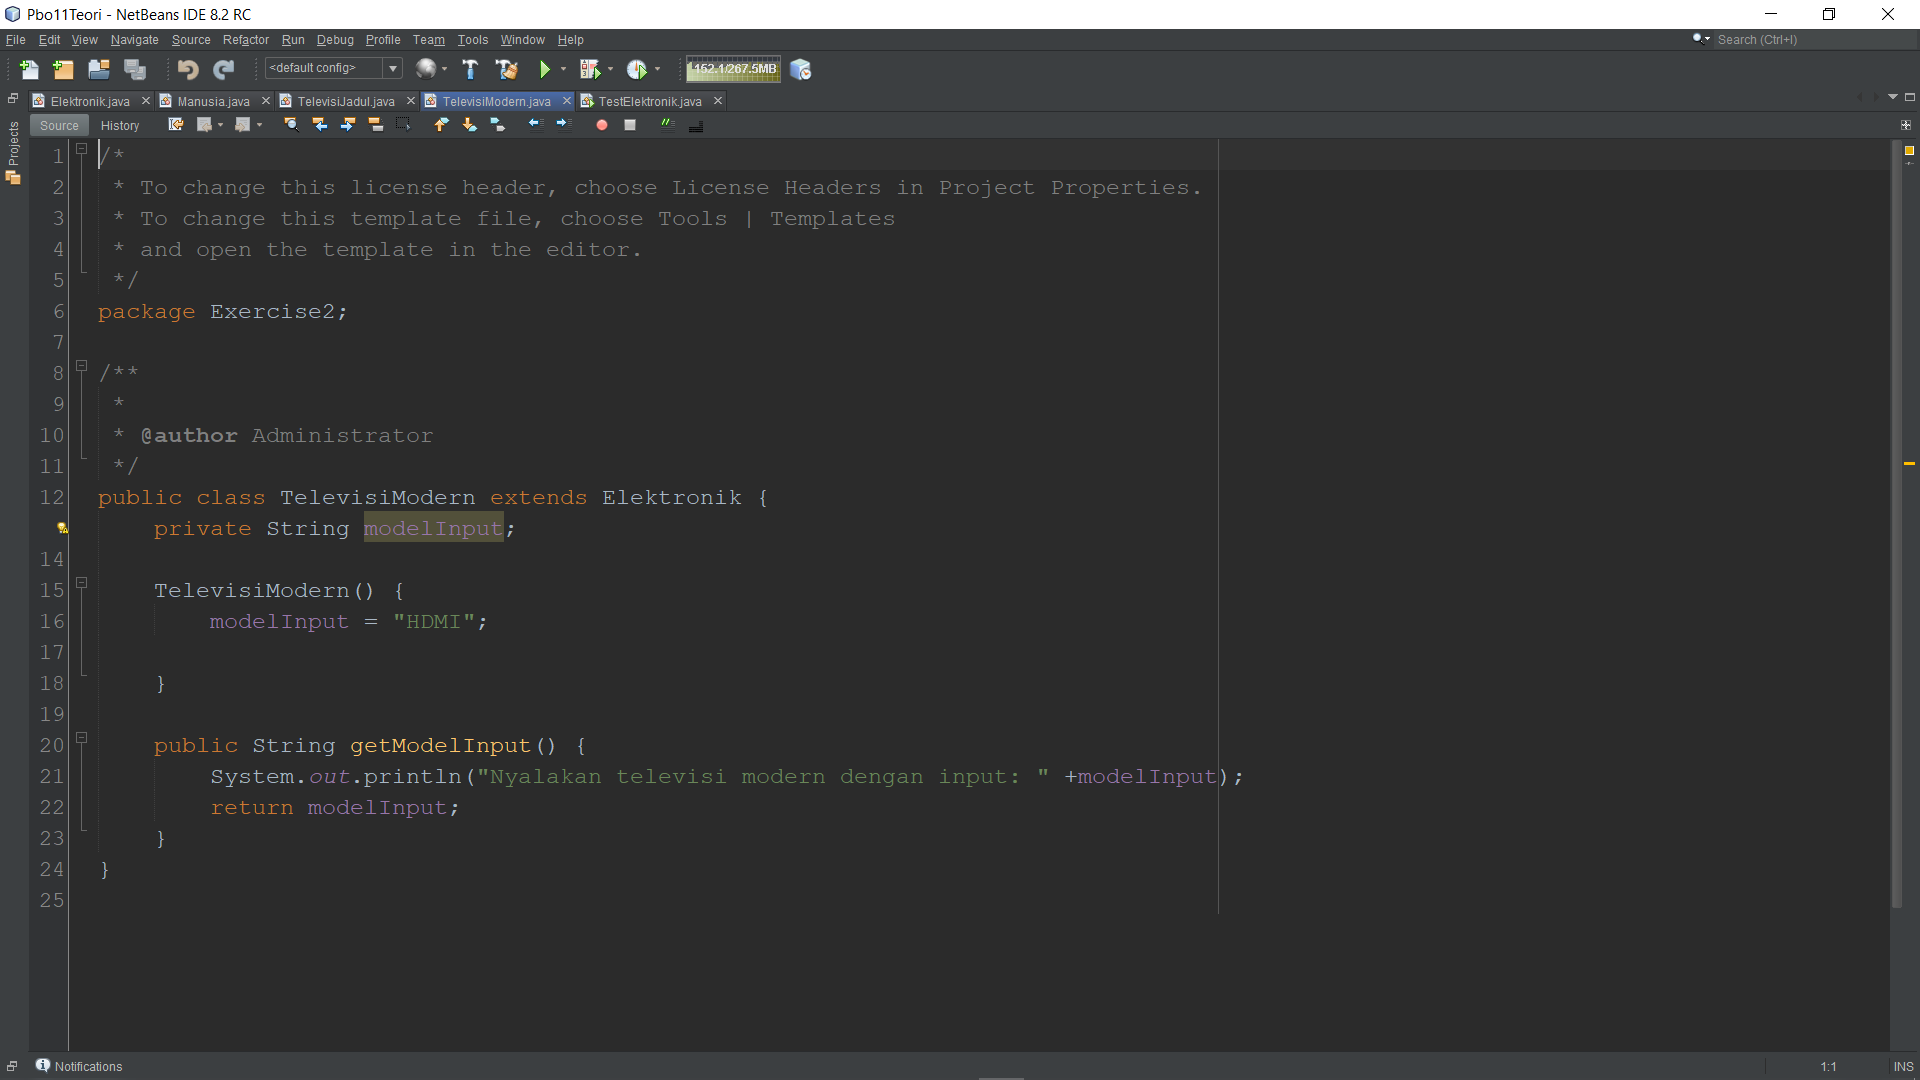 Pbo11Teori - NetBeans IDE 8.2 RC
File Edit View Navigate Source Refactor Run Debug Profile Team Tools Window Help
Search (Ctrl+I)
<default config>
152.1/267.5MB
Elektronik.java Manusia.java TelevisiJadul.java TelevisiModern.java TestElektronik.java
Projects
Source History
1 /*
2 * To change this license header, choose License Headers in Project Properties.
3 * To change this template file, choose Tools | Templates
4 * and open the template in the editor.
5 */
6 package Exercise2;
7
8 /**
9 *
10 * @author Administrator
11 */
12 public class TelevisiModern extends Elektronik {
private String modelInput;
14
15 TelevisiModern() {
16 modelInput = "HDMI";
17
18 }
19
20 public String getModelInput() {
21 System.out.println("Nyalakan televisi modern dengan input: " +modelInput);
22 return modelInput;
23 }
24 }
25
Notifications
1:1
INS